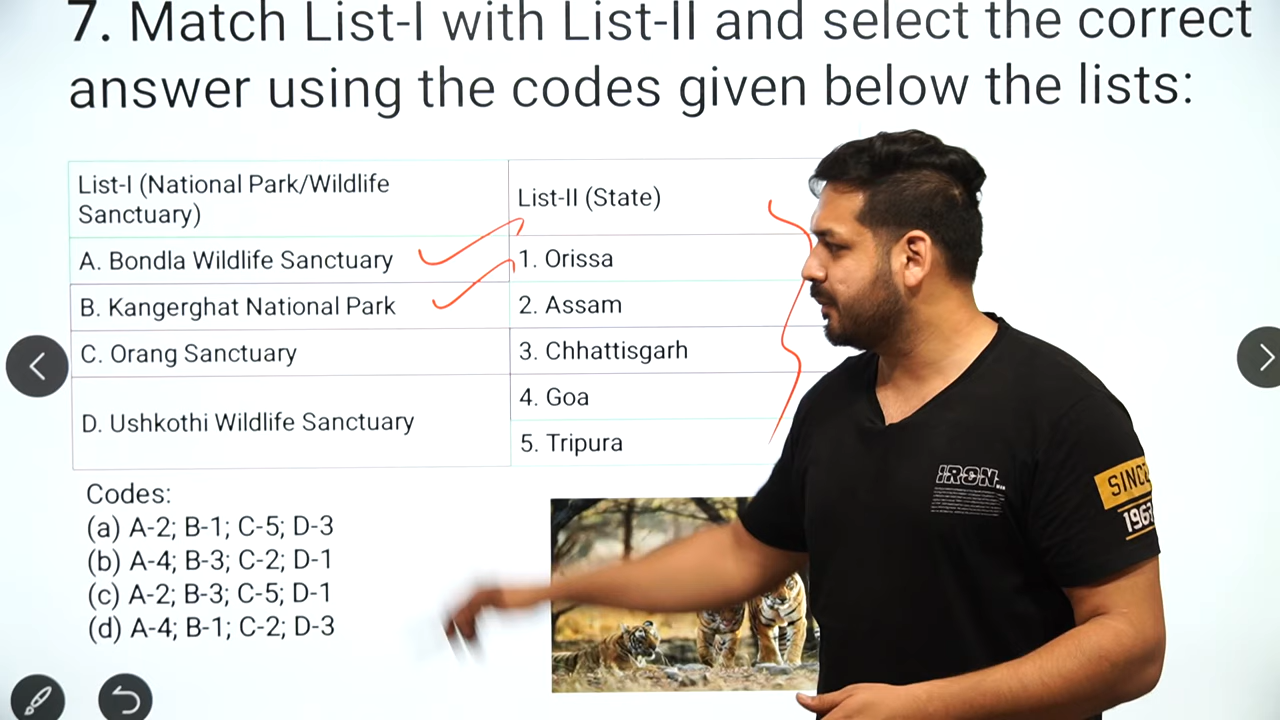 7. Match List-I with List-II and select the correct
answer using the codes given below the lists:
List-I (National Park/Wildlife
Sanctuary)
List-II (State)
A. Bondla Wildlife Sanctuary
1. Orissa
B. Kangerghat National Park
2. Assam
C. Orang Sanctuary
3. Chhattisgarh
D. Ushkothi Wildlife Sanctuary
4. Goa
5. Tripura
Codes:
(a) A-2; B-1; C-5; D-3
(b) A-4; B-3; C-2; D-1
(c) A-2; B-3; C-5; D-1
(d) A-4; B-1; C-2; D-3
IRON
SINCE
1967